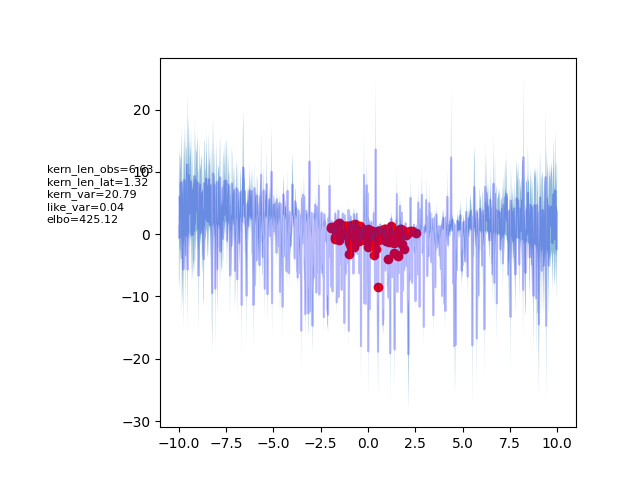 kern_len_obs=6.63
kern_len_lat=1.32
kern_var=20.79
like_var=0.04
elbo=425.12
20
10
0
−10
−20
−30
−10.0 −7.5 −5.0 −2.5 0.0 2.5 5.0 7.5 10.0